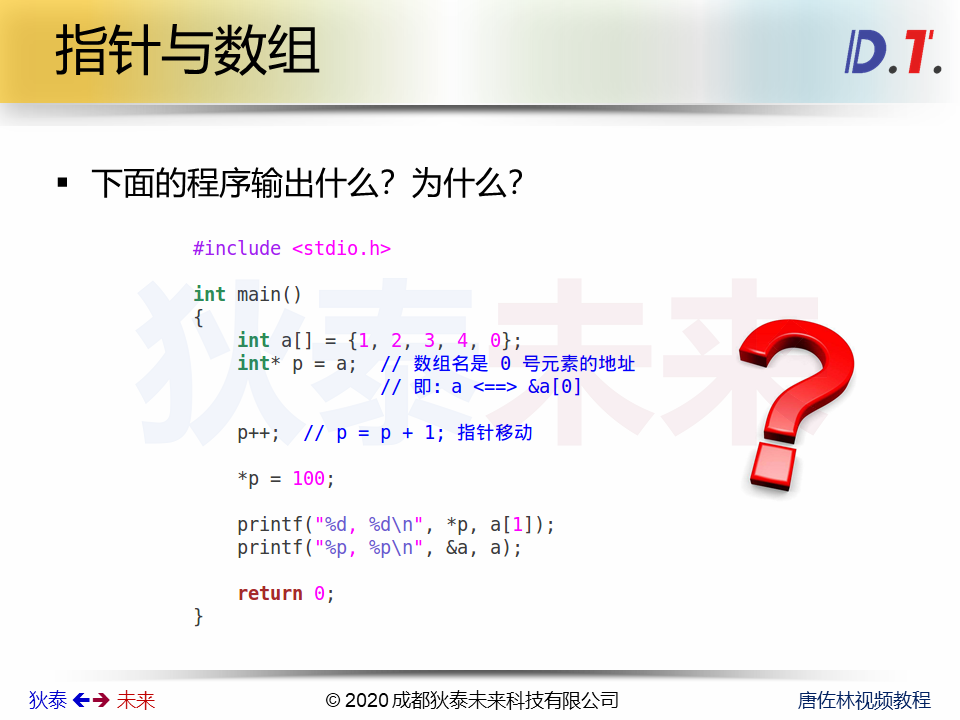 指针与数组
D.T.
▪ 下面的程序输出什么？为什么？
#include <stdio.h>
int main()
{
    int a[] = {1, 2, 3, 4, 0};
    int* p = a;  // 数组名是 0 号元素的地址
                 // 即: a <==> &a[0]
    p++;  // p = p + 1; 指针移动
    *p = 100;
    printf("%d, %d\n", *p, a[1]);
    printf("%p, %p\n", &a, a);
    return 0;
}
狄泰未来
狄泰 未来
© 2020 成都狄泰未来科技有限公司
唐佐林视频教程